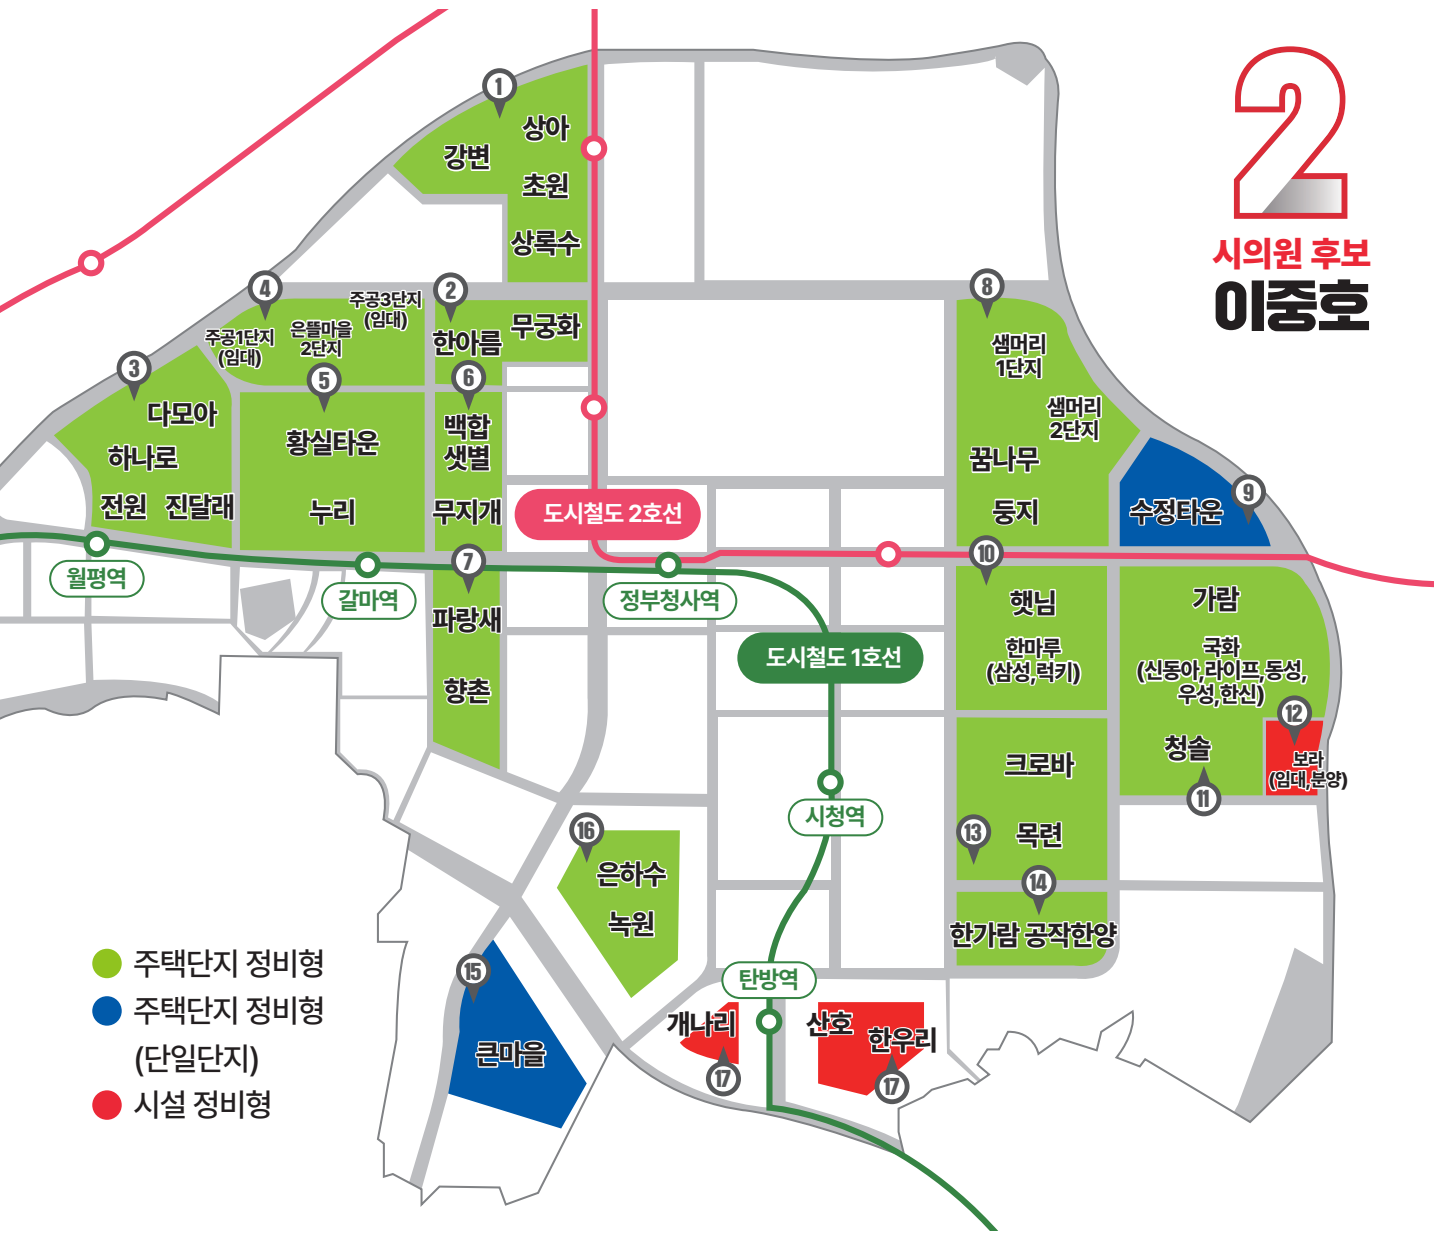 1
상아
강변
초원
상록수
2
시의원 후보
이중호
4
주공3단지
(임대)
주공1단지
(임대)
은뜰마을
2단지
2
한아름
무궁화
8
샘머리
1단지
샘머리
2단지
꿈나무
둥지
3
다모아
하나로
전원 진달래
5
황실타운
누리
6
백합
샛별
무지개
도시철도 2호선
9
수정타운
월평역
갈마역
7
파랑새
향촌
정부청사역
도시철도 1호선
10
햇님
한마루
(삼성,럭키)
가람
국화
(신동아,라이프,동성,
우성,한신)
12
보라
(임대,분양)
청솔
11
크로바
13
목련
14
한가람 공작한양
시청역
16
은하수
녹원
15
큰마을
탄방역
개나리
17
산호
한우리
17
주택단지 정비형
주택단지 정비형
(단일단지)
시설 정비형